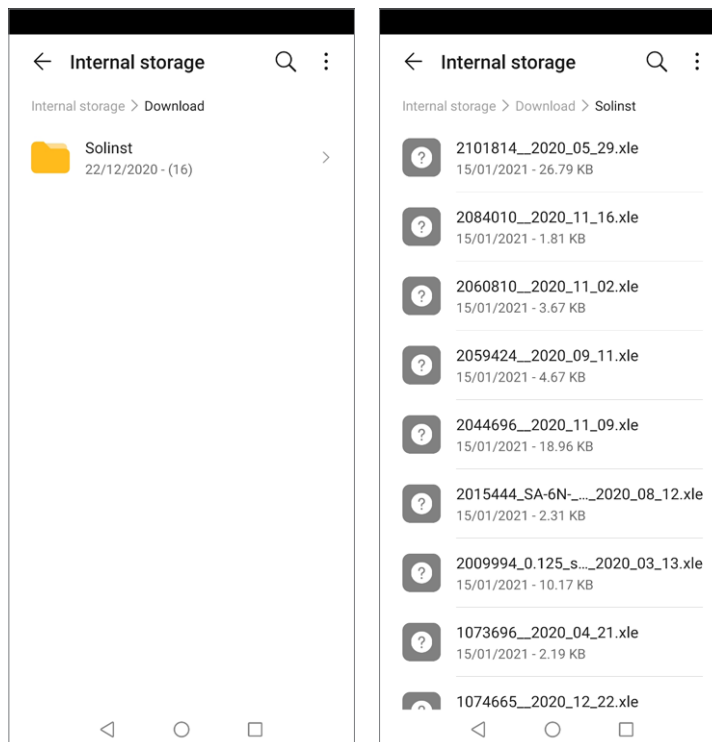 Internal storage
Internal storage > Download
Solinst
22/12/2020 - (16)
Internal storage
Internal storage > Download > Solinst
2101814__2020_05_29.xle
15/01/2021 - 26.79 KB
2084010__2020_11_16.xle
15/01/2021 - 1.81 KB
2060810__2020_11_02.xle
15/01/2021 - 3.67 KB
2059424__2020_09_11.xle
15/01/2021 - 4.67 KB
2044696__2020_11_09.xle
15/01/2021 - 18.96 KB
2015444_SA-6N-_..._2020_08_12.xle
15/01/2021 - 2.31 KB
2009994_0.125_s..._2020_03_13.xle
15/01/2021 - 10.17 KB
1073696__2020_04_21.xle
15/01/2021 - 2.19 KB
1074665__2020_12_22.xle